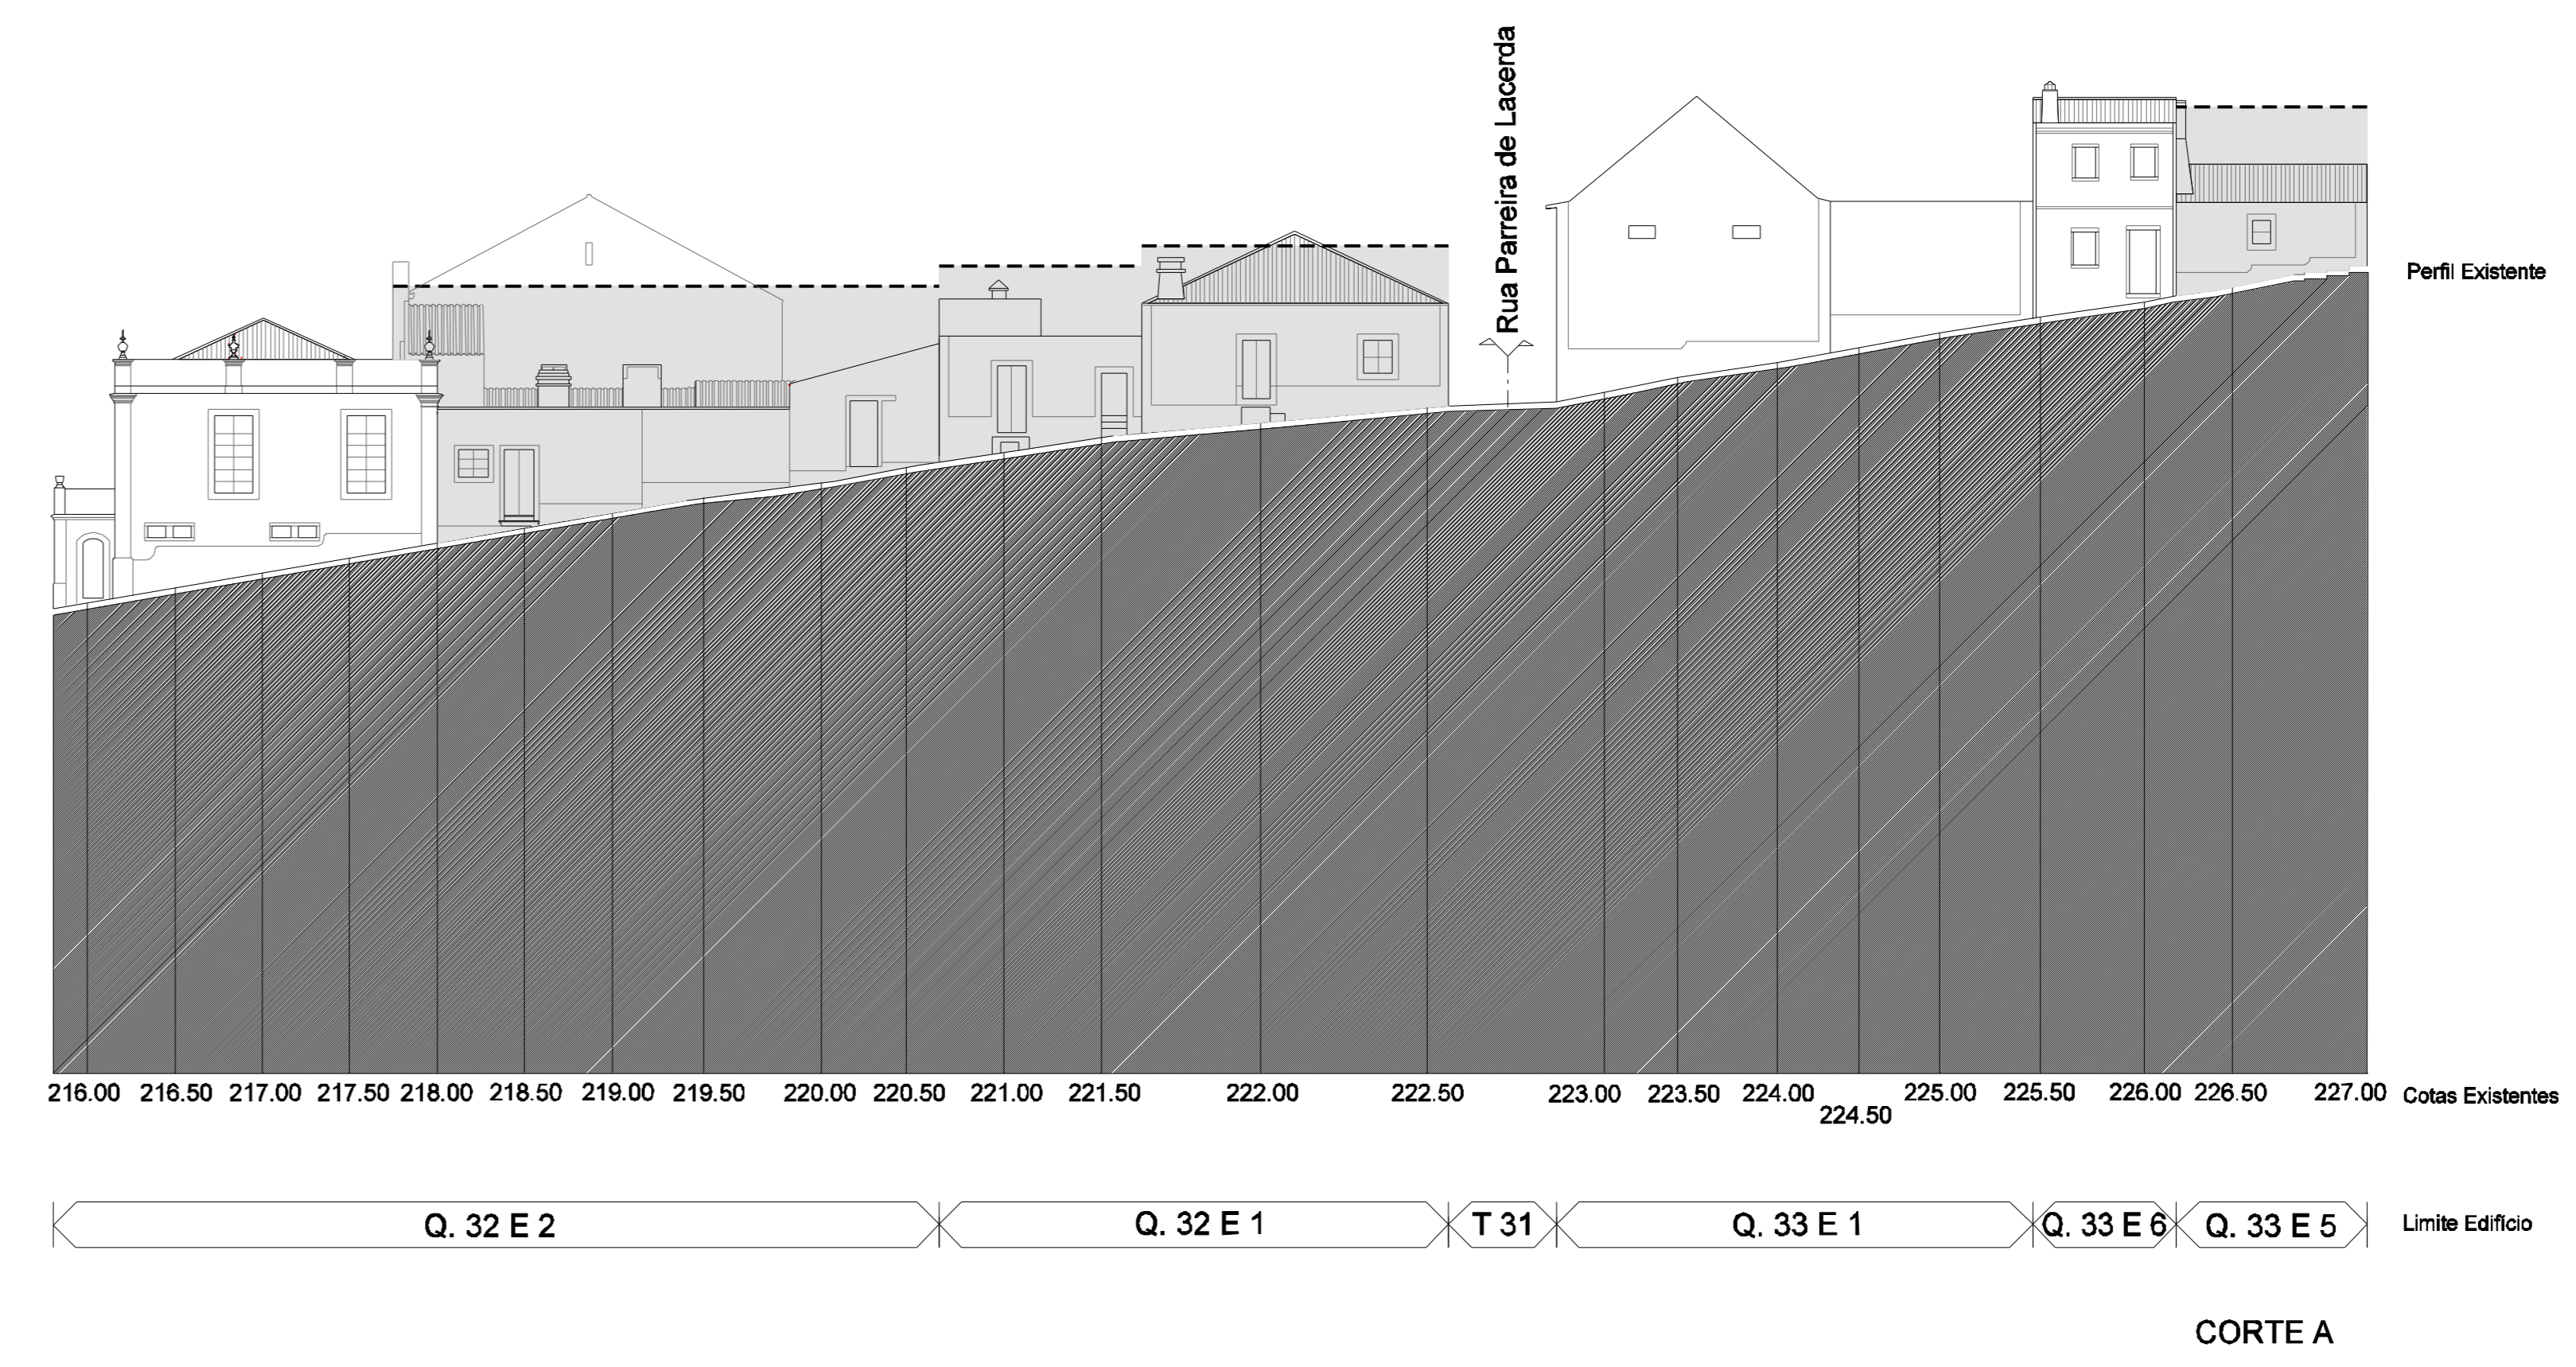 Rua Parreira de Lacerda
Perfil Existente
216.00 216.50 217.00 217.50 218.00 218.50 219.00 219.50 220.00 220.50 221.00 221.50 222.00 222.50 223.00 223.50 224.00 225.00 225.50 226.00 226.50 227.00 Cotas Existentes
224.50
Q. 32 E 2 Q. 32 E 1 T 31 Q. 33 E 1 Q. 33 E 6 Q. 33 E 5 Limite Edifício
CORTE A